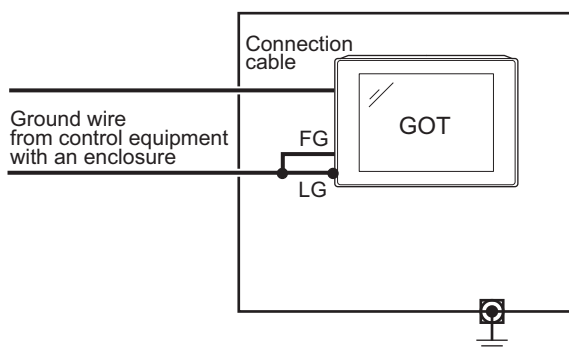 Connection
cable
Ground wire
from control equipment
with an enclosure
FG
GOT
LG